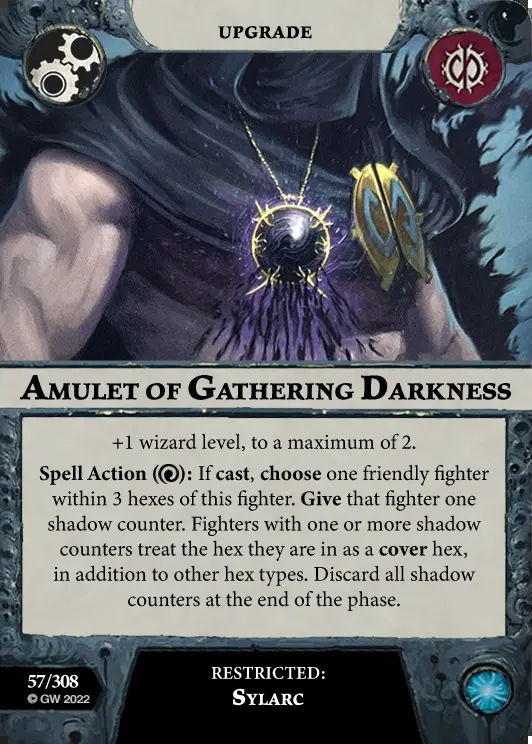 UPGRADE
AMULET OF GATHERING DARKNESS
+1 wizard level, to a maximum of 2.
Spell Action (): If cast, choose one friendly fighter
within 3 hexes of this fighter. Give that fighter one
shadow counter. Fighters with one or more shadow
counters treat the hex they are in as a cover hex,
in addition to other hex types. Discard all shadow
counters at the end of the phase.
57/308
© GW 2022
RESTRICTED:
SYLARC